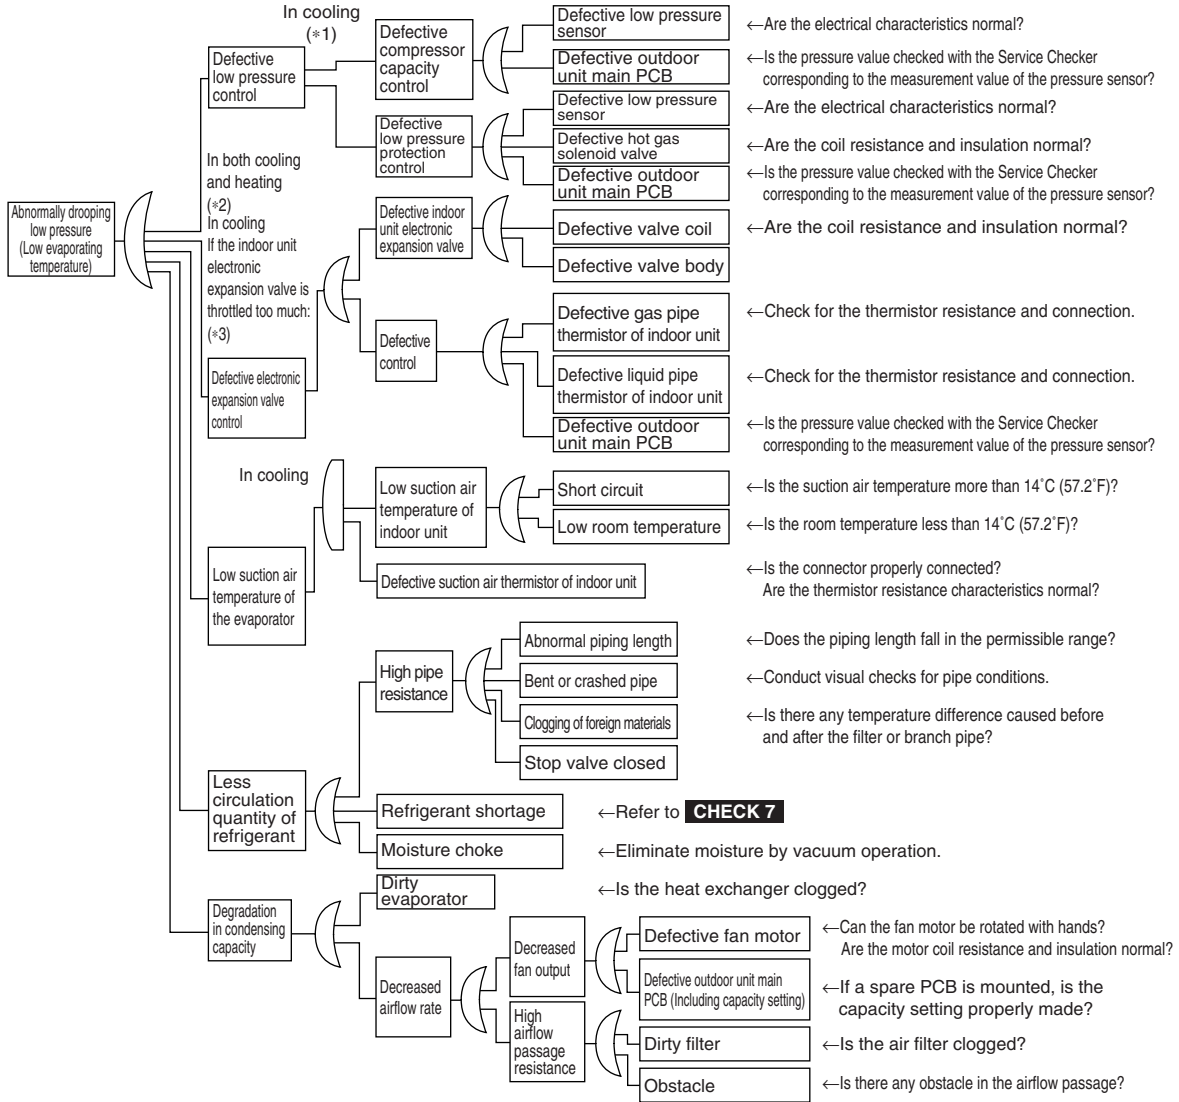 In cooling
(*1)
Defective
low pressure
control
Defective
compressor
capacity
control
Defective low pressure
sensor
←Are the electrical characteristics normal?
Defective outdoor
unit main PCB
←Is the pressure value checked with the Service Checker
corresponding to the measurement value of the pressure sensor?
Defective
low pressure
protection
control
Defective low pressure
sensor
←Are the electrical characteristics normal?
Defective hot gas
solenoid valve
←Are the coil resistance and insulation normal?
Defective outdoor
unit main PCB
←Is the pressure value checked with the Service Checker
corresponding to the measurement value of the pressure sensor?
Abnormally drooping
low pressure
(Low evaporating
temperature)
In both cooling
and heating
(*2)
In cooling
If the indoor unit
electronic
expansion valve is
throttled too much:
(*3)
Defective electronic
expansion valve
control
Defective indoor
unit electronic
expansion valve
Defective valve coil
←Are the coil resistance and insulation normal?
Defective valve body
Defective
control
Defective gas pipe
thermistor of indoor unit
←Check for the thermistor resistance and connection.
Defective liquid pipe
thermistor of indoor unit
←Check for the thermistor resistance and connection.
Defective outdoor
unit main PCB
←Is the pressure value checked with the Service Checker
corresponding to the measurement value of the pressure sensor?
In cooling
Low suction air
temperature of
the evaporator
Low suction air
temperature of
indoor unit
Short circuit
←Is the suction air temperature more than 14˚C (57.2˚F)?
Low room temperature
←Is the room temperature less than 14˚C (57.2˚F)?
Defective suction air thermistor of indoor unit
←Is the connector properly connected?
Are the thermistor resistance characteristics normal?
Less
circulation
quantity of
refrigerant
High pipe
resistance
Abnormal piping length
←Does the piping length fall in the permissible range?
Bent or crashed pipe
←Conduct visual checks for pipe conditions.
Clogging of foreign materials
←Is there any temperature difference caused before
and after the filter or branch pipe?
Stop valve closed
Refrigerant shortage
←Refer to CHECK 7
Moisture choke
←Eliminate moisture by vacuum operation.
Degradation
in condensing
capacity
Dirty
evaporator
←Is the heat exchanger clogged?
Decreased
airflow rate
Decreased
fan output
Defective fan motor
←Can the fan motor be rotated with hands?
Are the motor coil resistance and insulation normal?
Defective outdoor unit main
PCB (Including capacity setting)
←If a spare PCB is mounted, is the
capacity setting properly made?
High
airflow
passage
resistance
Dirty filter
←Is the air filter clogged?
Obstacle
←Is there any obstacle in the airflow passage?